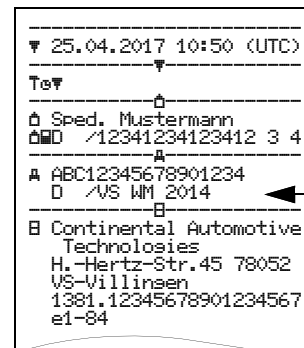 ▼ 25.04.2017 10:50 (UTC)
Sped. Mustermann
D /12341234123412 3 4
ABC12345678901234
D /VS WM 2014
Continental Automotive
Technologies
H.-Hertz-Str.45 78052
VS-Villingen
1381.12345678901234567
e1-84